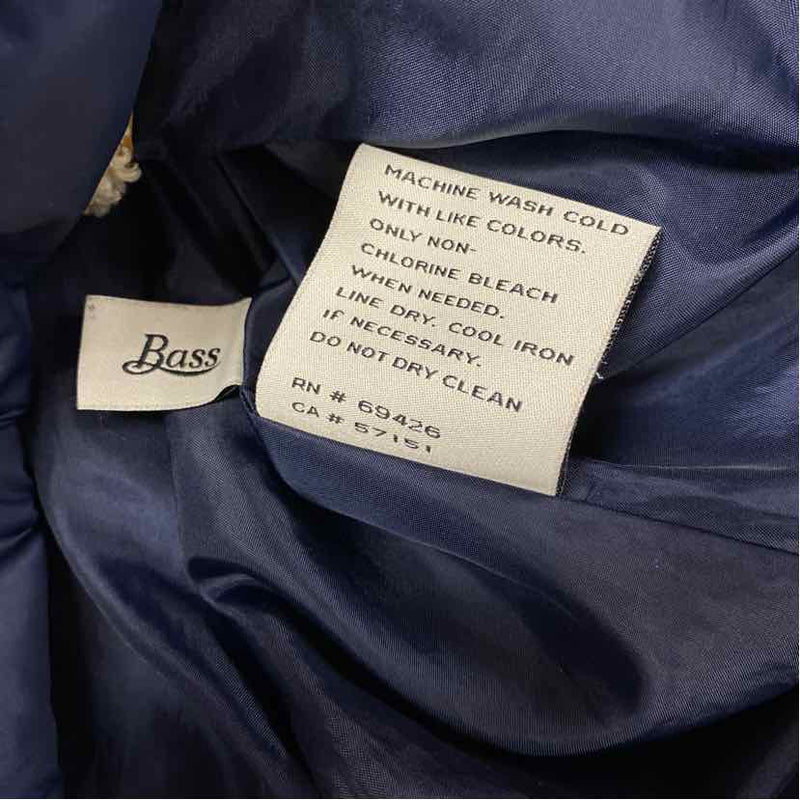 Bass
MACHINE WASH COLD
WITH LIKE COLORS.
ONLY NON-
CHLORINE BLEACH
WHEN NEEDED.
LINE DRY. COOL IRON
IF NECESSARY.
DO NOT DRY CLEAN
RN # 69426
CA # 57151